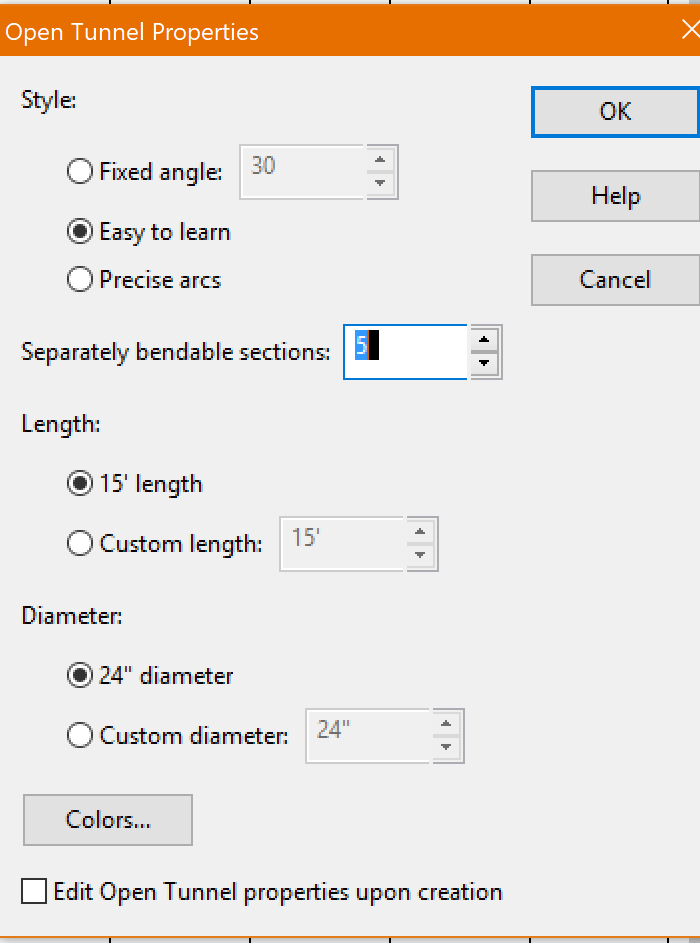 Open Tunnel Properties
Style:
OK
Fixed angle: 30
Help
Easy to learn
Precise arcs
Cancel
Separately bendable sections: 5
Length:
15' length
Custom length: 15'
Diameter:
24" diameter
Custom diameter: 24"
Colors...
Edit Open Tunnel properties upon creation